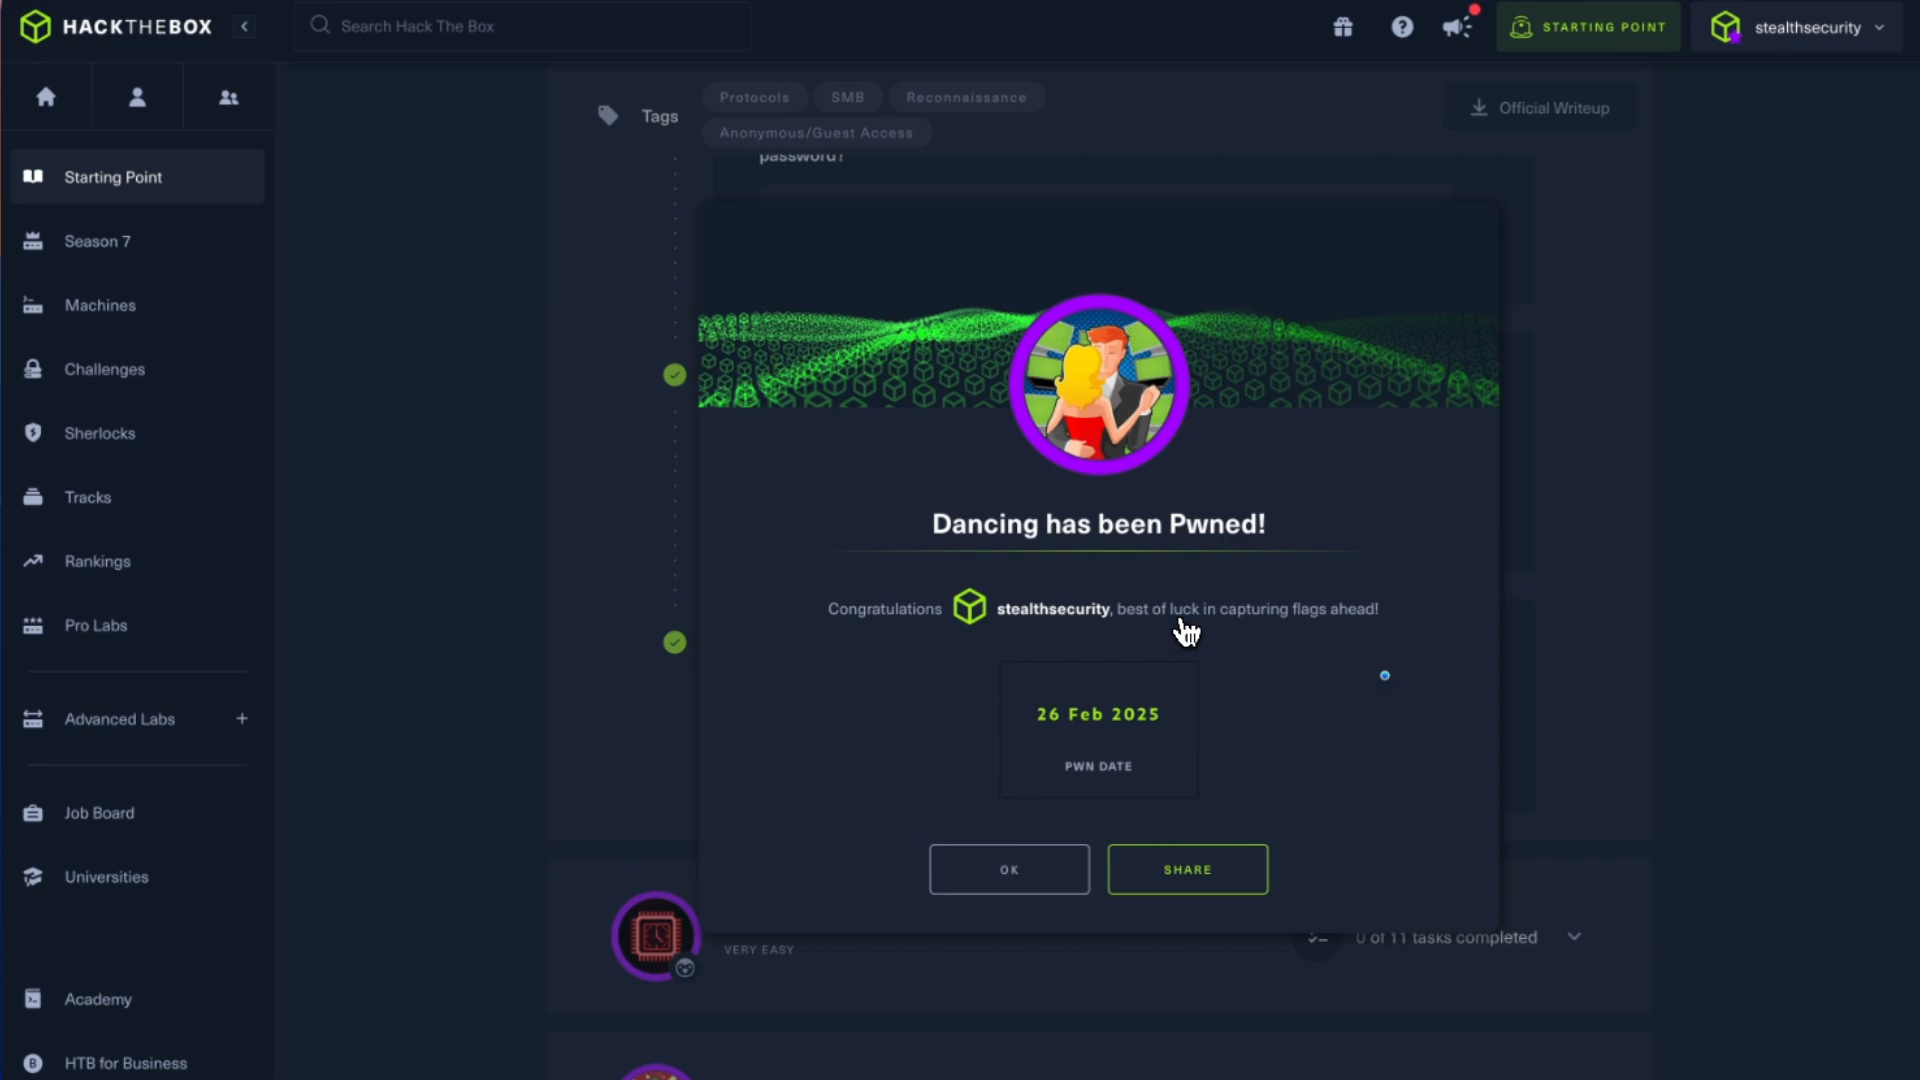 HACKTHEBOX
Search Hack The Box
STARTING POINT
stealthsecurity
Starting Point
Season 7
Machines
Challenges
Sherlocks
Tracks
Rankings
Pro Labs
Advanced Labs
Job Board
Universities
Academy
HTB for Business
Tags
Protocols
SMB
Reconnaissance
Anonymous/Guest Access
Official Writeup
password?
Dancing has been Pwned!
Congratulations stealthsecurity, best of luck in capturing flags ahead!
26 Feb 2025
PWN DATE
OK
SHARE
VERY EASY
0 of 11 tasks completed